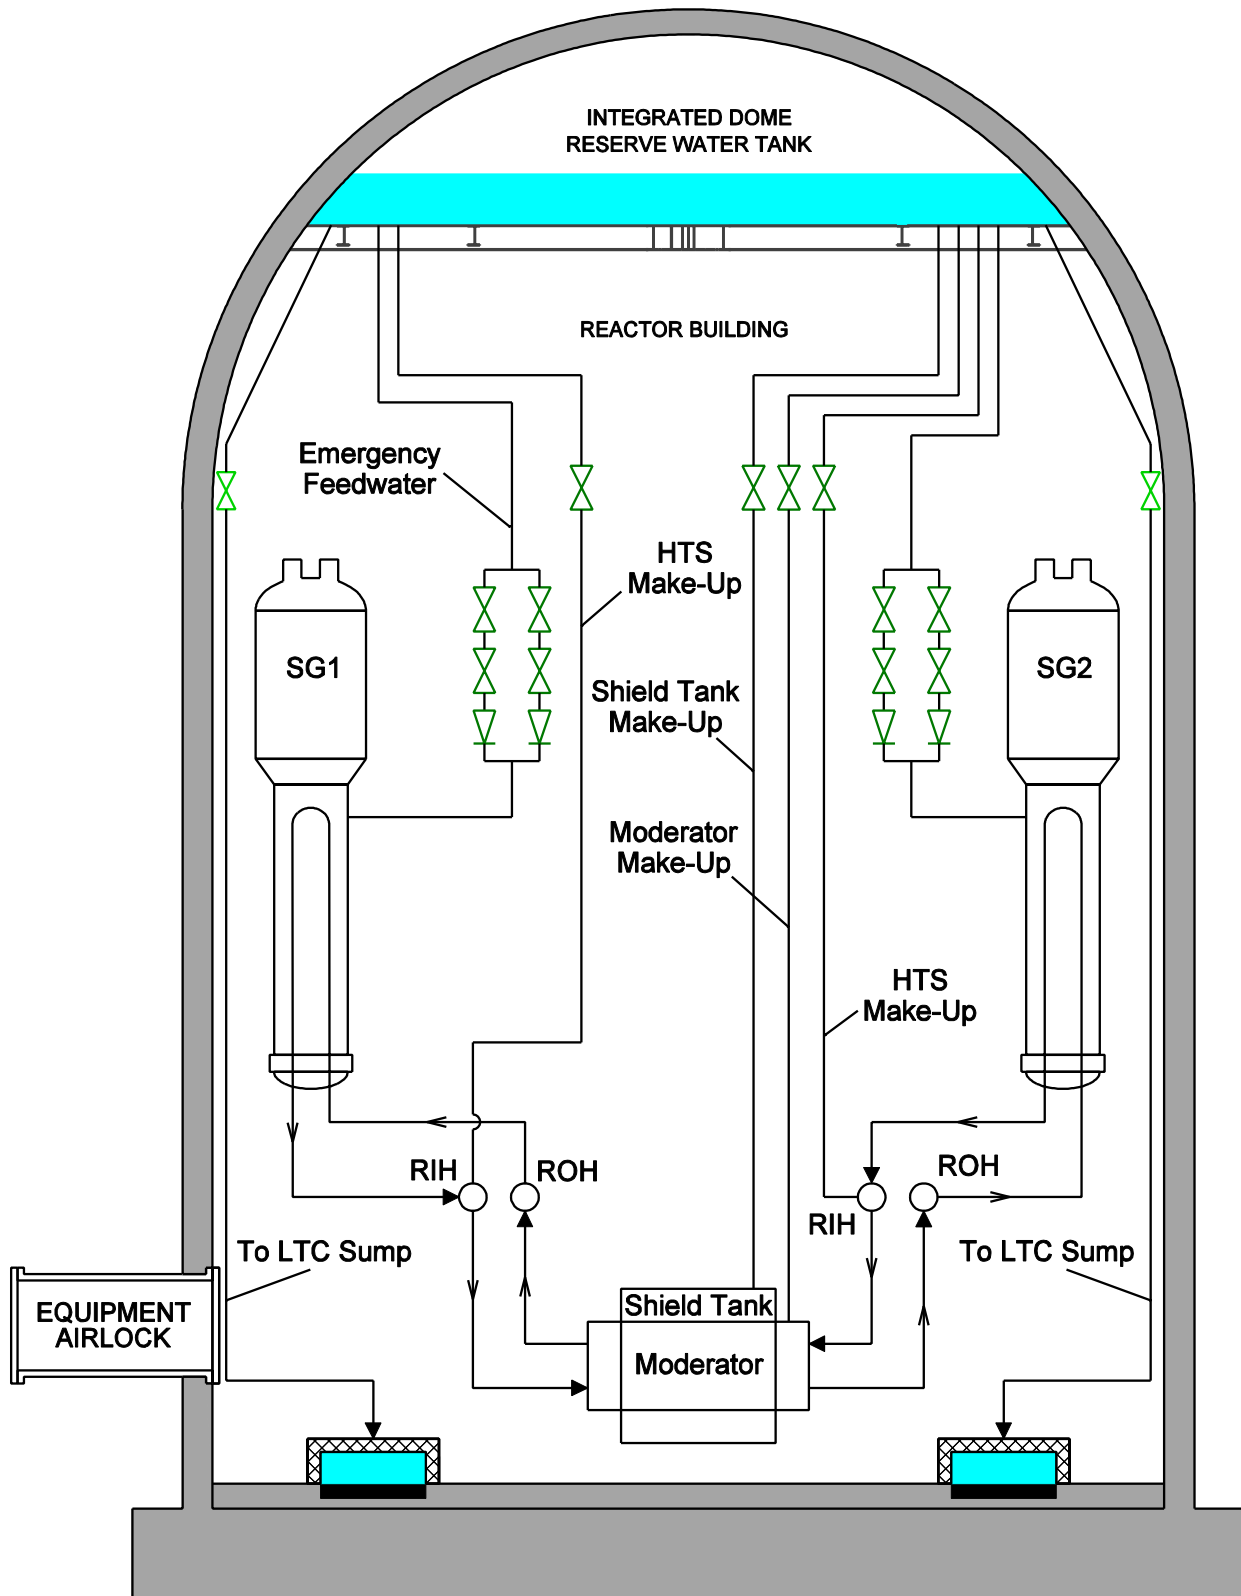 INTEGRATED DOME
RESERVE WATER TANK
REACTOR BUILDING
Emergency
Feedwater
HTS
Make-Up
SG1
SG2
Shield Tank
Make-Up
Moderator
Make-Up
HTS
Make-Up
RIH
ROH
ROH
RIH
To LTC Sump
To LTC Sump
EQUIPMENT
AIRLOCK
Shield Tank
Moderator